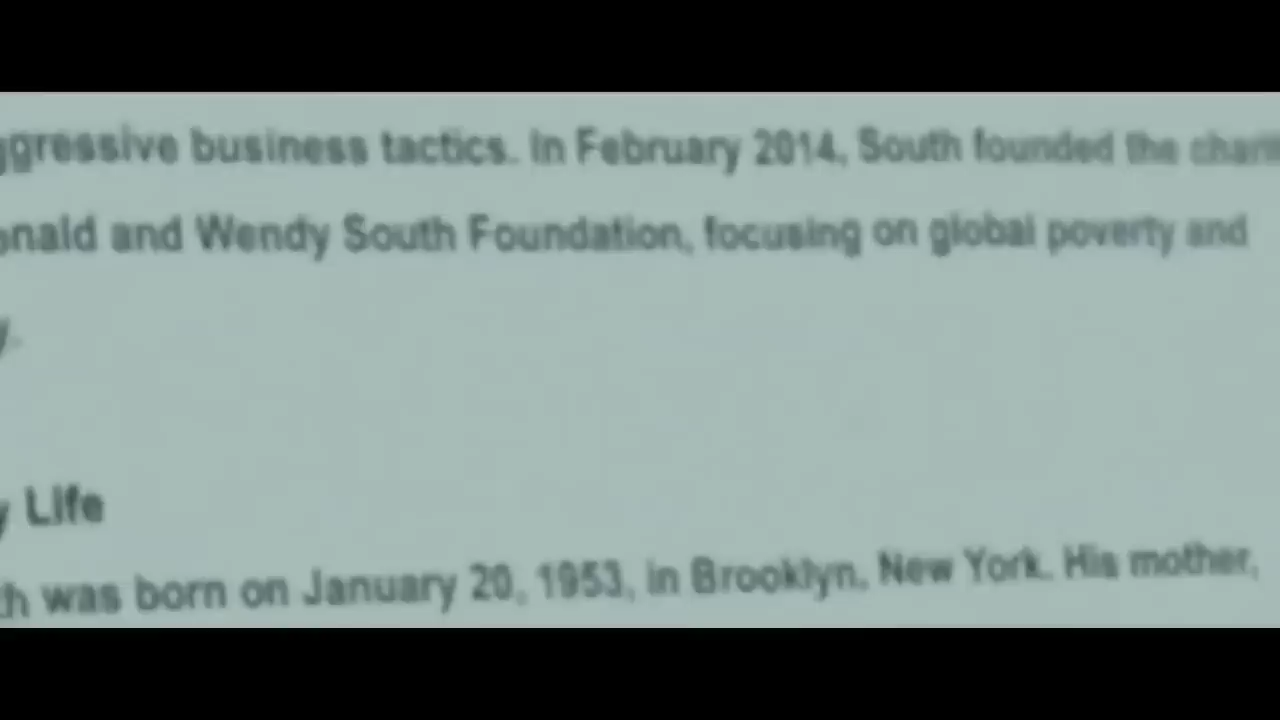 ggressive business tactics. In February 2014, South founded the
onald and Wendy South Foundation, focusing on global poverty and
y.
y Life
th was born on January 20, 1953, in Brooklyn, New York. His mother,